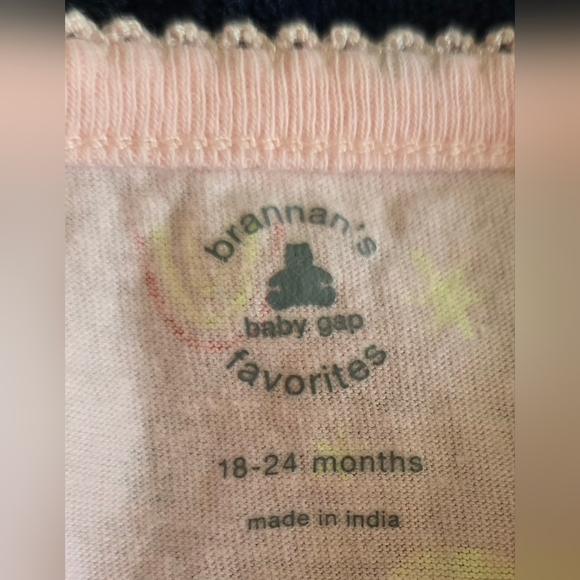 brannan's
baby gap
favorites
18-24 months
made in india